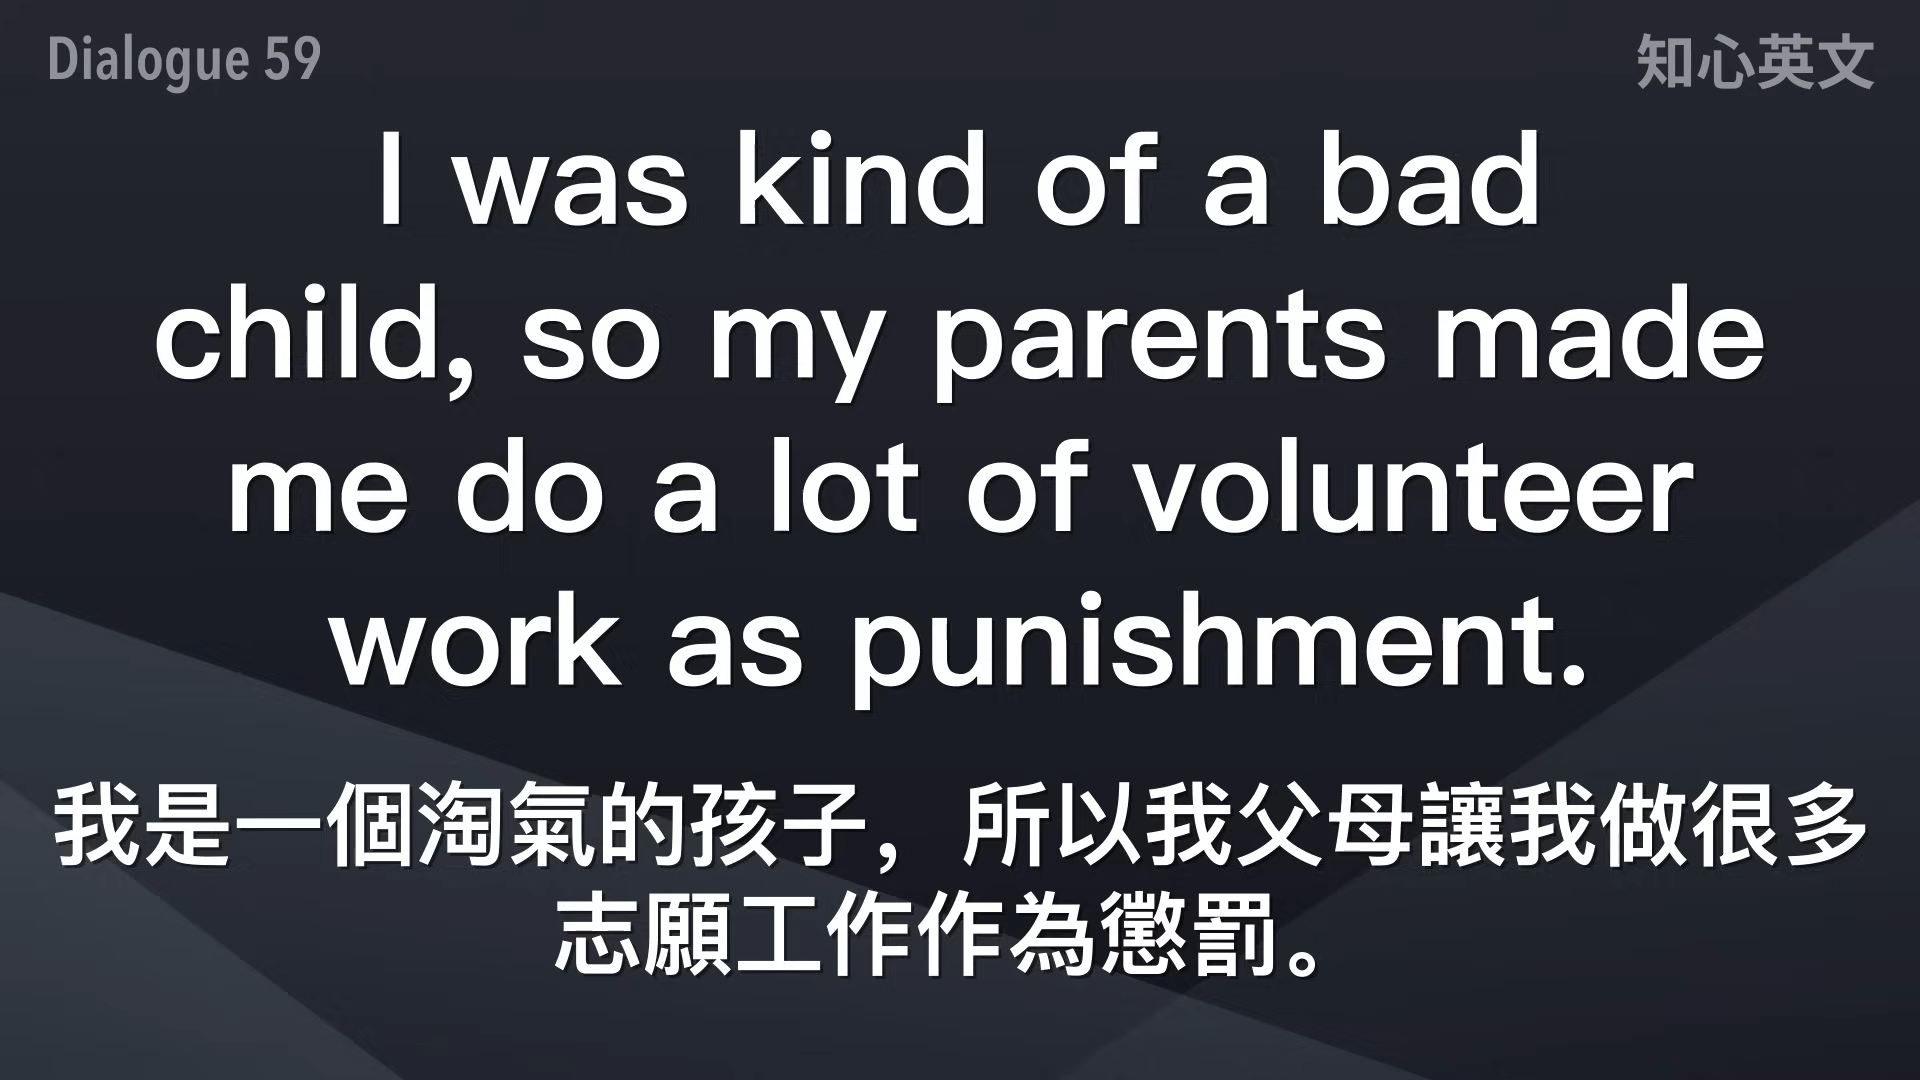 Dialogue 59
知心英文
I was kind of a bad
child, so my parents made
me do a lot of volunteer
work as punishment.
我是一個淘氣的孩子，所以我父母讓我做很多
志願工作作為懲罰。